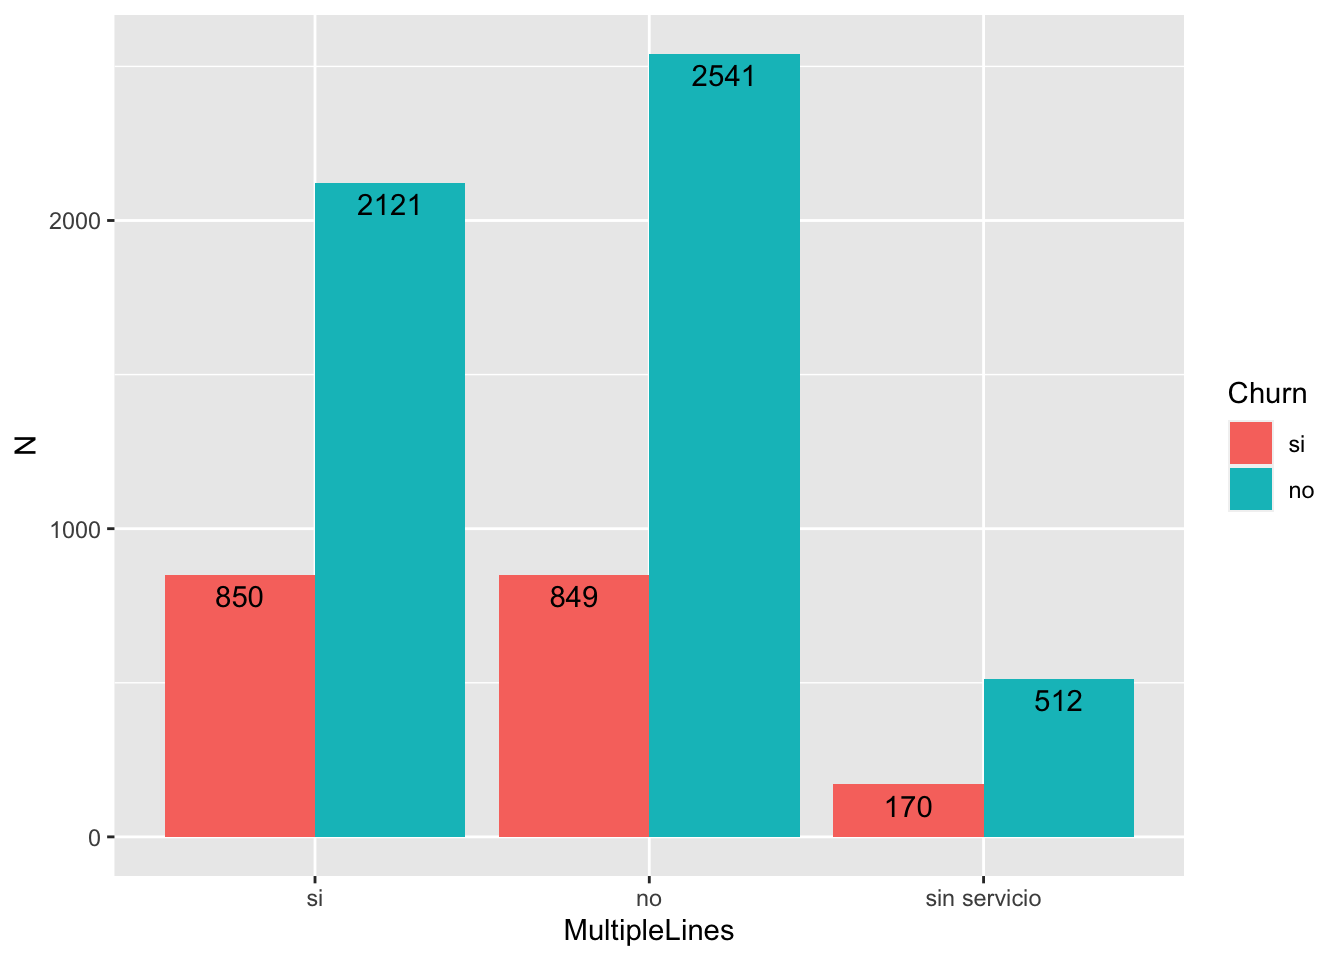 N
2000
1000
0
850
2121
849
2541
170
512
si
no
sin servicio
MultipleLines
Churn
si
no